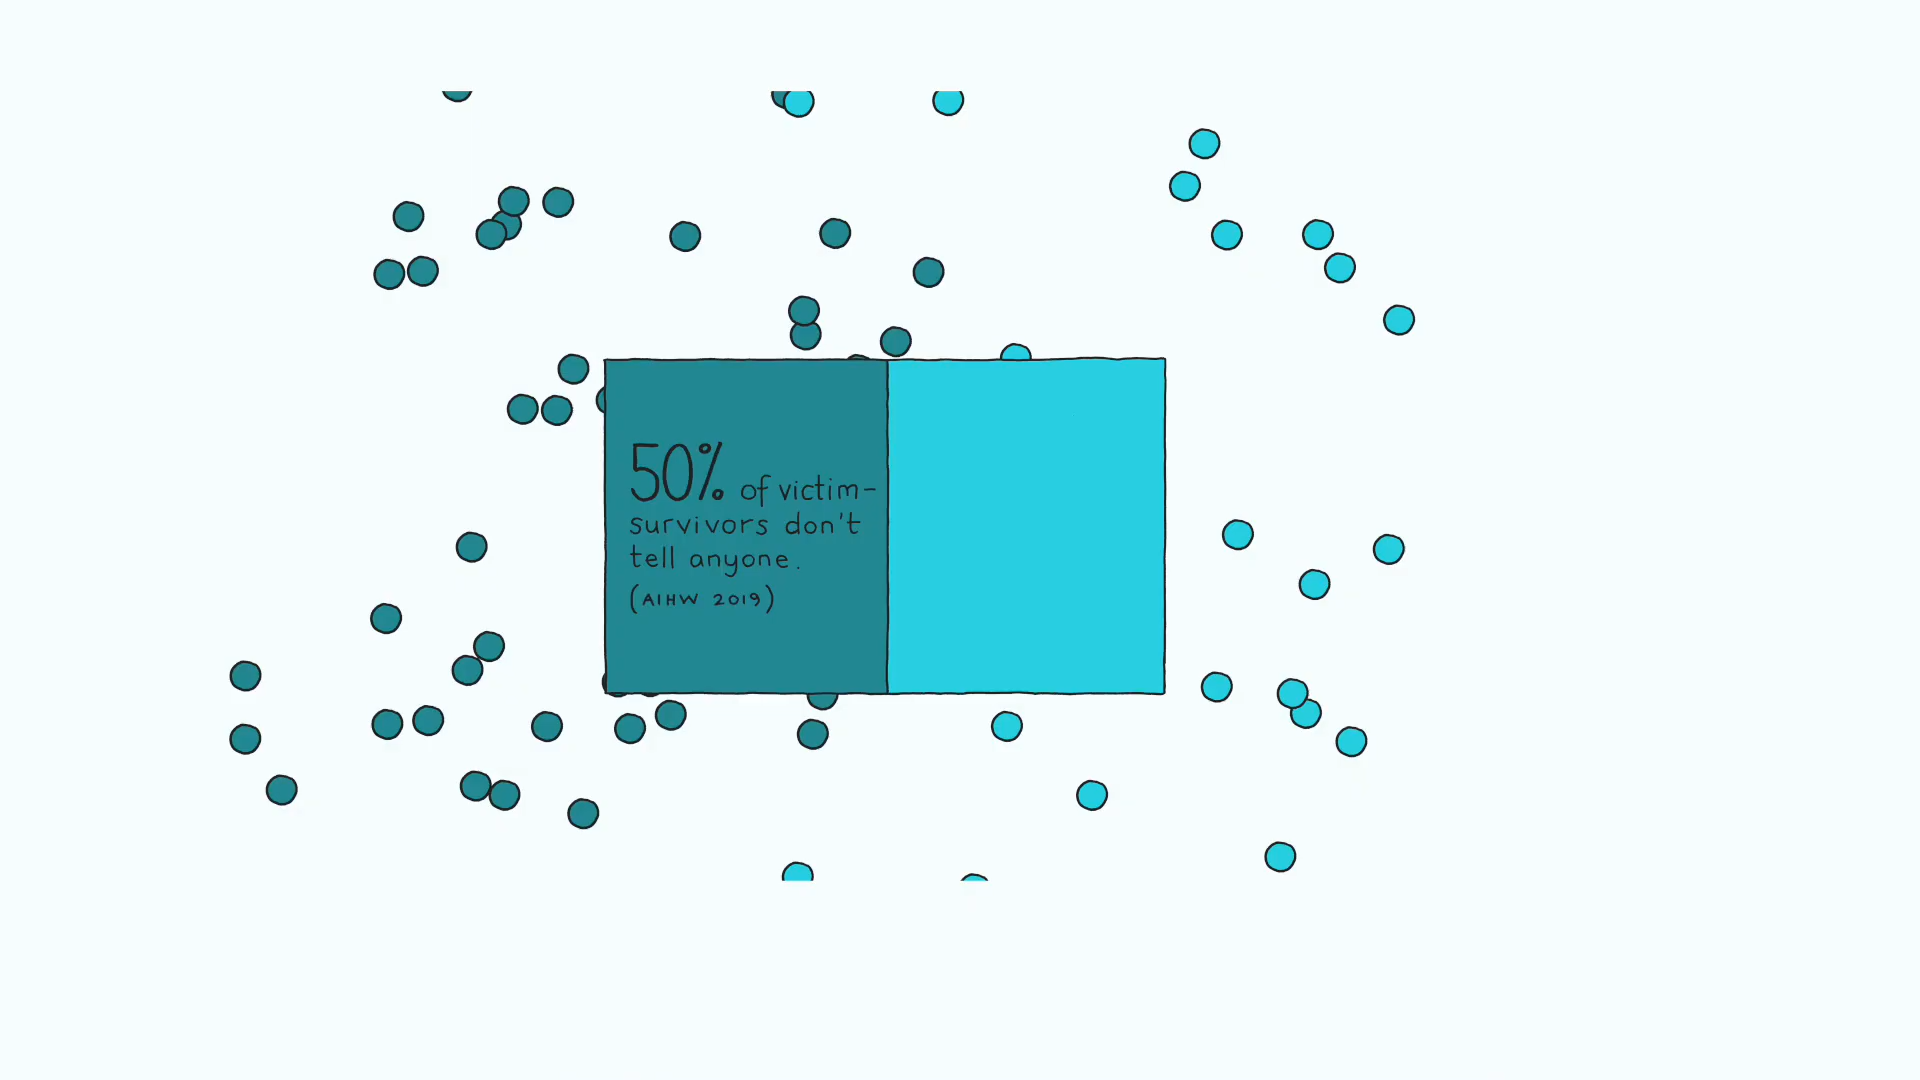 50% of victim-
survivors don't
tell anyone.
(AIHW 2019)